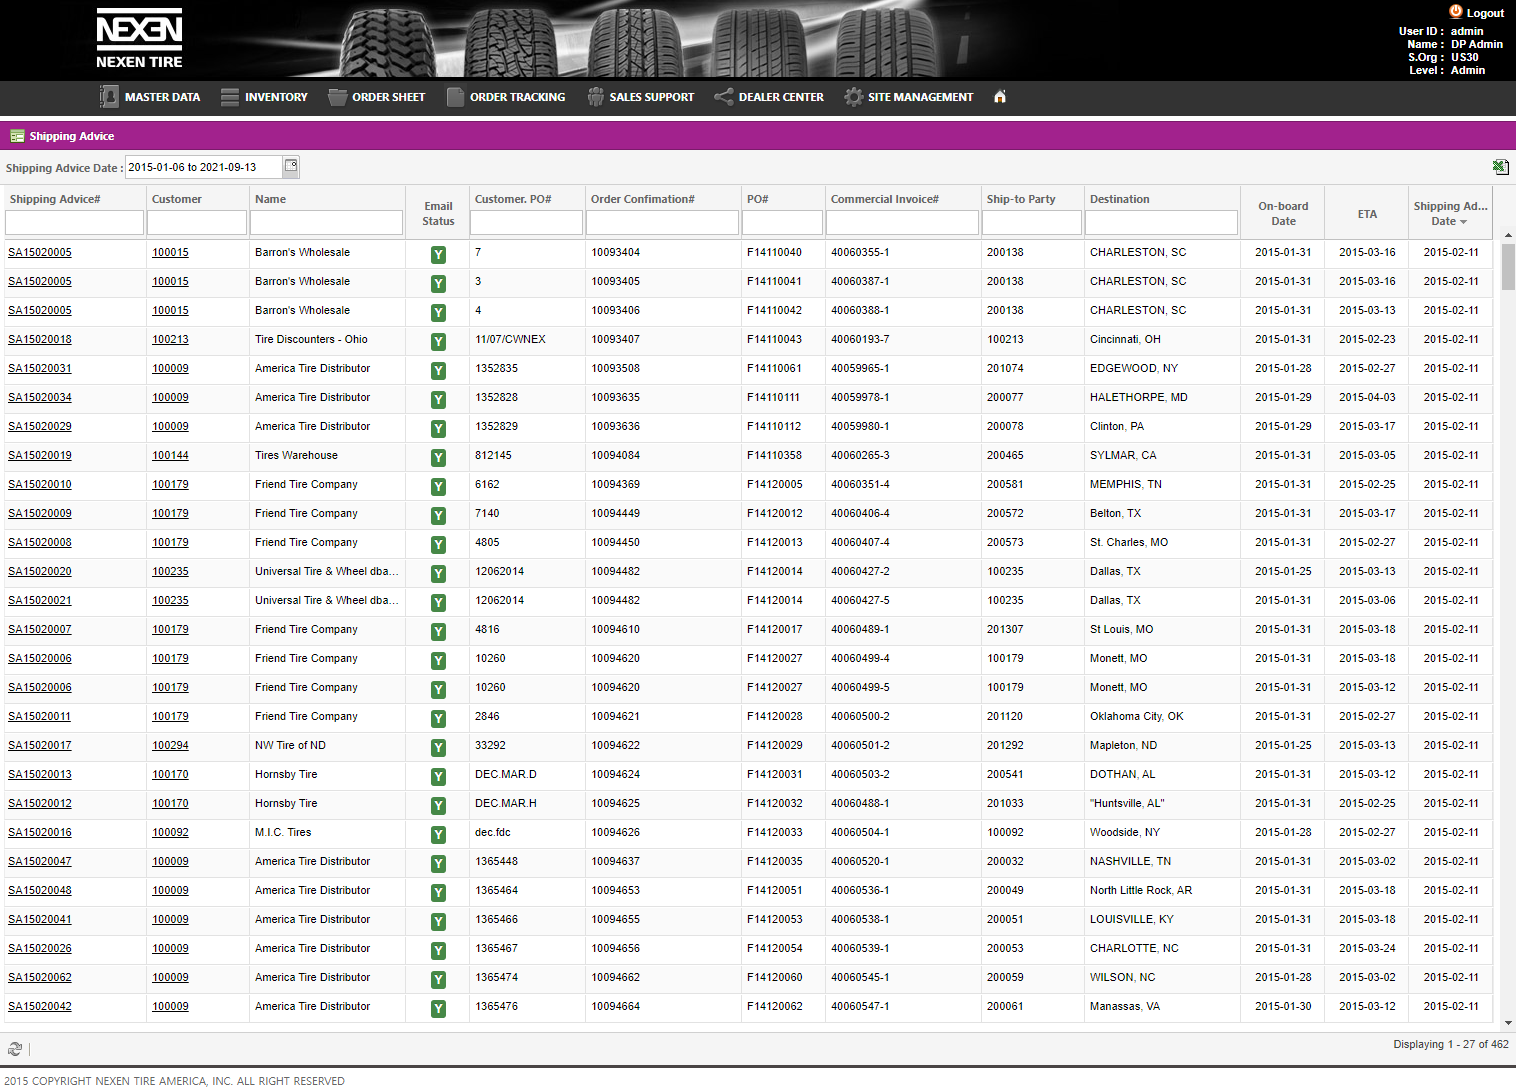 NEXEN
NEXEN TIRE
Logout
User ID : admin
Name : DP Admin
S.Org : US30
Level : Admin
MASTER DATA INVENTORY ORDER SHEET ORDER TRACKING SALES SUPPORT DEALER CENTER SITE MANAGEMENT
Shipping Advice
Shipping Advice Date : 2015-01-06 to 2021-09-13
Shipping Advice# Customer Name Email Status Customer. PO# Order Confimation# PO# Commercial Invoice# Ship-to Party Destination On-board Date ETA Shipping Ad... Date
SA15020005 100015 Barron's Wholesale Y 7 10093404 F14110040 40060355-1 200138 CHARLESTON, SC 2015-01-31 2015-03-16 2015-02-11
SA15020005 100015 Barron's Wholesale Y 3 10093405 F14110041 40060387-1 200138 CHARLESTON, SC 2015-01-31 2015-03-16 2015-02-11
SA15020005 100015 Barron's Wholesale Y 4 10093406 F14110042 40060388-1 200138 CHARLESTON, SC 2015-01-31 2015-03-13 2015-02-11
SA15020018 100213 Tire Discounters - Ohio Y 11/07/CWNEX 10093407 F14110043 40060193-7 100213 Cincinnati, OH 2015-01-31 2015-02-23 2015-02-11
SA15020031 100009 America Tire Distributor Y 1352835 10093508 F14110061 40059965-1 201074 EDGEWOOD, NY 2015-01-28 2015-02-27 2015-02-11
SA15020034 100009 America Tire Distributor Y 1352828 10093635 F14110111 40059978-1 200077 HALETHORPE, MD 2015-01-29 2015-04-03 2015-02-11
SA15020029 100009 America Tire Distributor Y 1352829 10093636 F14110112 40059980-1 200078 Clinton, PA 2015-01-29 2015-03-17 2015-02-11
SA15020019 100144 Tires Warehouse Y 812145 10094084 F14110358 40060265-3 200465 SYLMAR, CA 2015-01-31 2015-03-05 2015-02-11
SA15020010 100179 Friend Tire Company Y 6162 10094369 F14120005 40060351-4 200581 MEMPHIS, TN 2015-01-31 2015-02-25 2015-02-11
SA15020009 100179 Friend Tire Company Y 7140 10094449 F14120012 40060406-4 200572 Belton, TX 2015-01-31 2015-03-17 2015-02-11
SA15020008 100179 Friend Tire Company Y 4805 10094450 F14120013 40060407-4 200573 St. Charles, MO 2015-01-31 2015-02-27 2015-02-11
SA15020020 100235 Universal Tire & Wheel dba... Y 12062014 10094482 F14120014 40060427-2 100235 Dallas, TX 2015-01-25 2015-03-13 2015-02-11
SA15020021 100235 Universal Tire & Wheel dba... Y 12062014 10094482 F14120014 40060427-5 100235 Dallas, TX 2015-01-31 2015-03-06 2015-02-11
SA15020007 100179 Friend Tire Company Y 4816 10094610 F14120017 40060489-1 201307 St Louis, MO 2015-01-31 2015-03-18 2015-02-11
SA15020006 100179 Friend Tire Company Y 10260 10094620 F14120027 40060499-4 100179 Monett, MO 2015-01-31 2015-03-18 2015-02-11
SA15020006 100179 Friend Tire Company Y 10260 10094620 F14120027 40060499-5 100179 Monett, MO 2015-01-31 2015-03-12 2015-02-11
SA15020011 100179 Friend Tire Company Y 2846 10094621 F14120028 40060500-2 201120 Oklahoma City, OK 2015-01-31 2015-02-27 2015-02-11
SA15020017 100294 NW Tire of ND Y 33292 10094622 F14120029 40060501-2 201292 Mapleton, ND 2015-01-25 2015-03-13 2015-02-11
SA15020013 100170 Hornsby Tire Y DEC.MAR.D 10094624 F14120031 40060503-2 200541 DOTHAN, AL 2015-01-31 2015-03-12 2015-02-11
SA15020012 100170 Hornsby Tire Y DEC.MAR.H 10094625 F14120032 40060488-1 201033 "Huntsville, AL" 2015-01-31 2015-02-25 2015-02-11
SA15020016 100092 M.I.C. Tires Y dec.fdc 10094626 F14120033 40060504-1 100092 Woodside, NY 2015-01-28 2015-02-27 2015-02-11
SA15020047 100009 America Tire Distributor Y 1365448 10094637 F14120035 40060520-1 200032 NASHVILLE, TN 2015-01-31 2015-03-02 2015-02-11
SA15020048 100009 America Tire Distributor Y 1365464 10094653 F14120051 40060536-1 200049 North Little Rock, AR 2015-01-31 2015-03-18 2015-02-11
SA15020041 100009 America Tire Distributor Y 1365466 10094655 F14120053 40060538-1 200051 LOUISVILLE, KY 2015-01-31 2015-03-18 2015-02-11
SA15020026 100009 America Tire Distributor Y 1365467 10094656 F14120054 40060539-1 200053 CHARLOTTE, NC 2015-01-31 2015-03-24 2015-02-11
SA15020062 100009 America Tire Distributor Y 1365474 10094662 F14120060 40060545-1 200059 WILSON, NC 2015-01-28 2015-03-02 2015-02-11
SA15020042 100009 America Tire Distributor Y 1365476 10094664 F14120062 40060547-1 200061 Manassas, VA 2015-01-30 2015-03-12 2015-02-11
Displaying 1 - 27 of 462
2015 COPYRIGHT NEXEN TIRE AMERICA, INC. ALL RIGHT RESERVED